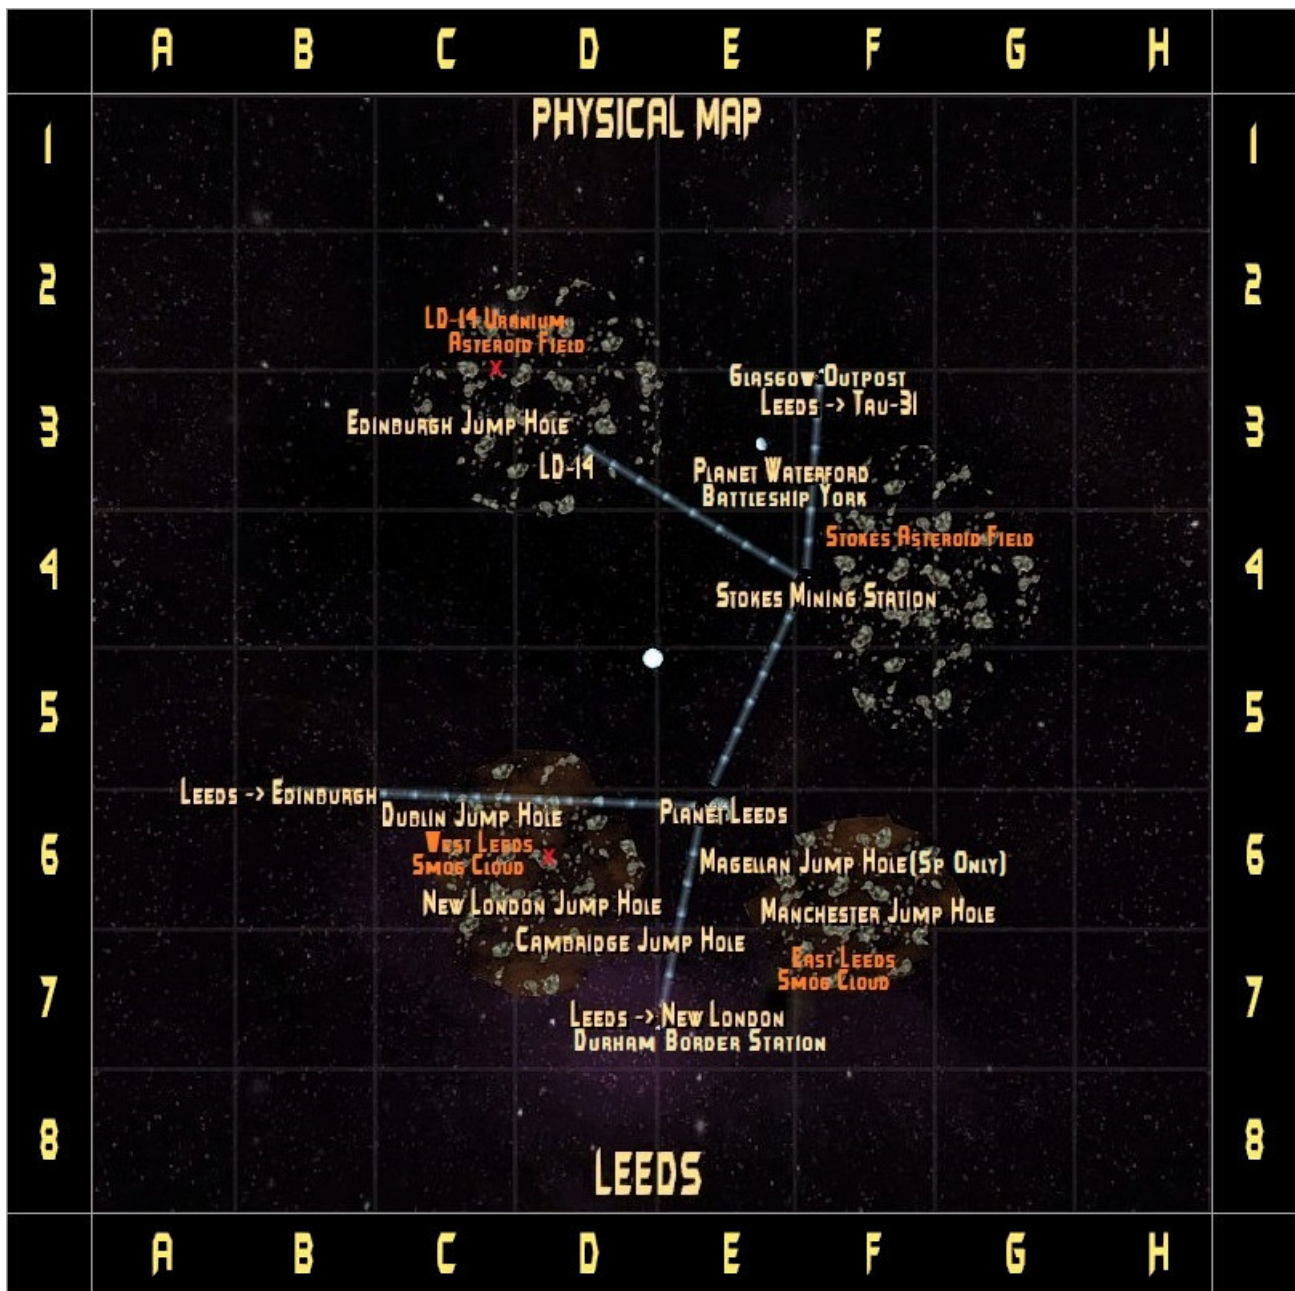 A B C D E F G H
PHYSICAL MAP
1 1
2 2
LD-14 URANIUM
ASTEROID FIELD
X
GLASGOW OUTPOST
LEEDS -> TAU-31
3 3
EDINBURGH JUMP HOLE
LD-14
PLANET WATERFORD
BATTLESHIP YORK
STOKES ASTEROID FIELD
4 4
STOKES MINING STATION
5 5
LEEDS -> EDINBURGH
DUBLIN JUMP HOLE
PLANET LEEDS
WEST LEEDS
SMOG CLOUD
X
6 6
MAGELLAN JUMP HOLE(SP ONLY)
NEW LONDON JUMP HOLE
MANCHESTER JUMP HOLE
CAMBRIDGE JUMP HOLE
EAST LEEDS
SMOG CLOUD
7 7
LEEDS -> NEW LONDON
DURHAM BORDER STATION
8 8
LEEDS
A B C D E F G H